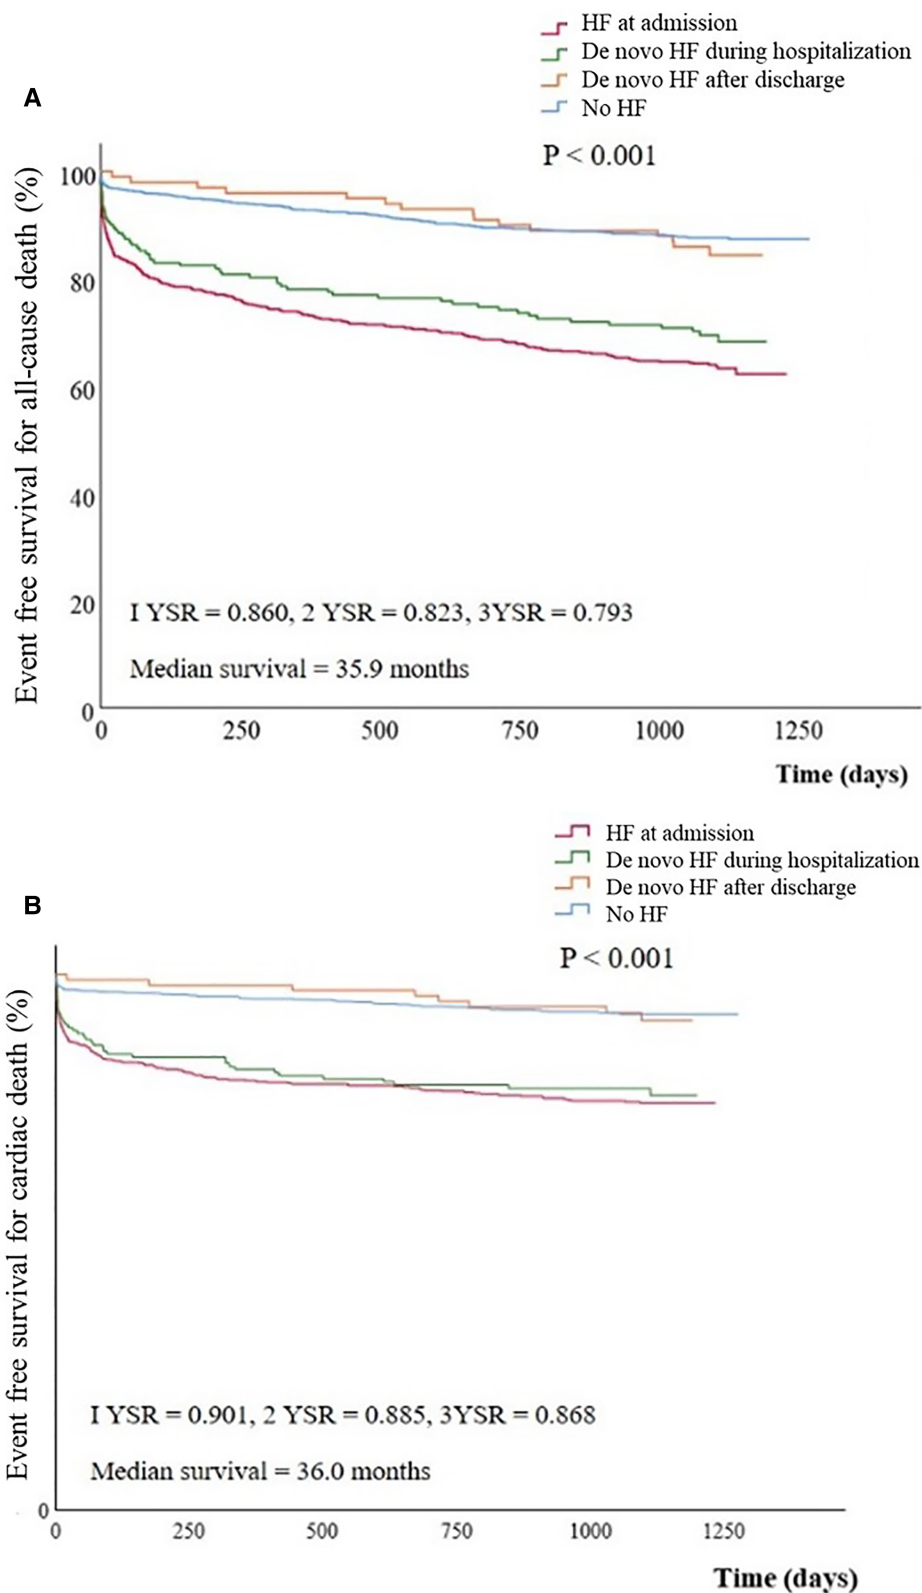 HF at admission
De novo HF during hospitalization
De novo HF after discharge
No HF
A
P < 0.001
Event free survival for all-cause death (%)
100
80
60
40
20
0
I YSR = 0.860, 2 YSR = 0.823, 3YSR = 0.793
Median survival = 35.9 months
0 250 500 750 1000 1250
Time (days)
HF at admission
De novo HF during hospitalization
De novo HF after discharge
No HF
B
P < 0.001
Event free survival for cardiac death (%)
I YSR = 0.901, 2 YSR = 0.885, 3YSR = 0.868
Median survival = 36.0 months
0
0 250 500 750 1000 1250
Time (days)